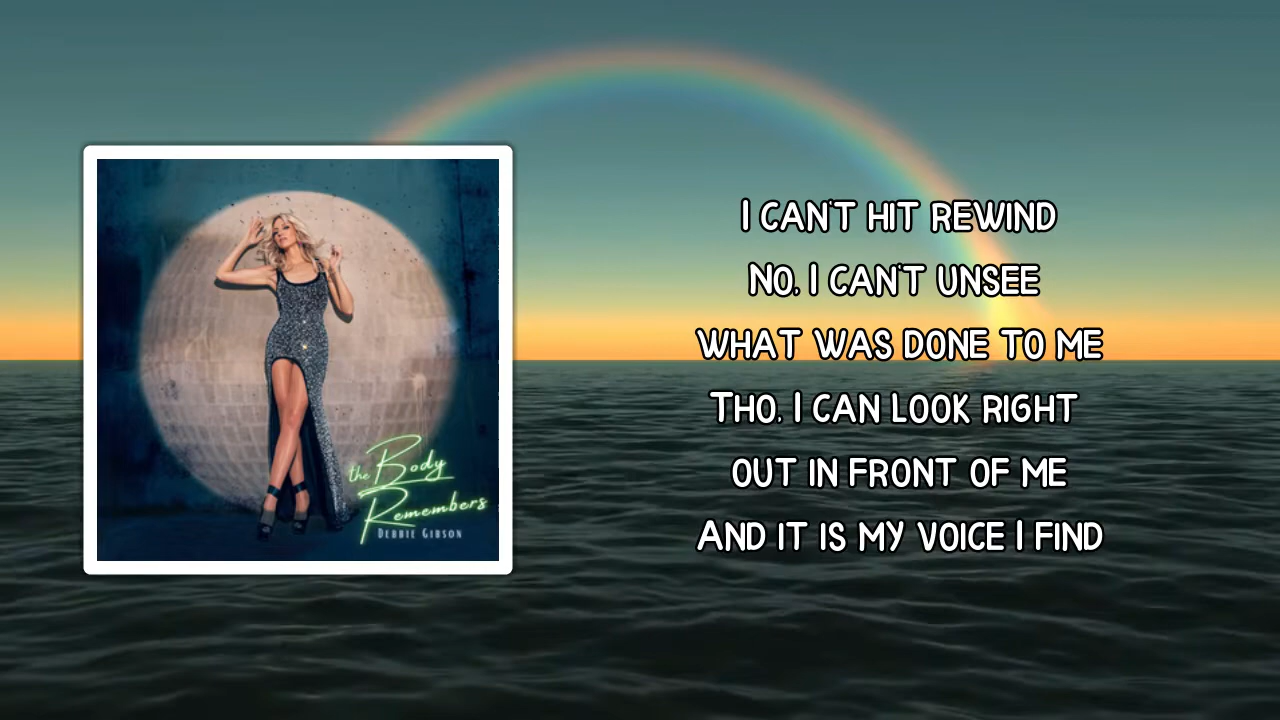 the Body
Remembers
DEBBIE GIBSON
I CAN'T HIT REWIND
NO, I CAN'T UNSEE
WHAT WAS DONE TO ME
THO, I CAN LOOK RIGHT
OUT IN FRONT OF ME
AND IT IS MY VOICE I FIND